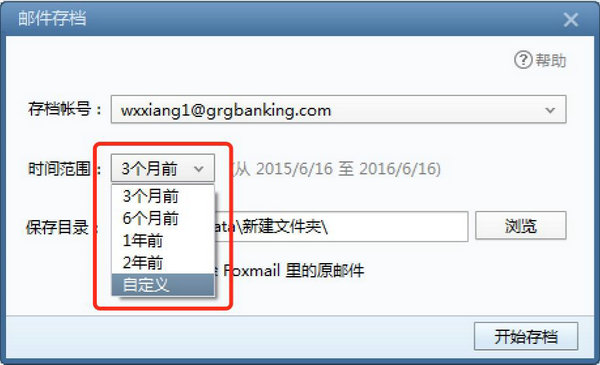 邮件存档
帮助
存档帐号： wxxiang1@grgbanking.com
时间范围： 3个月前 (从 2015/6/16 至 2016/6/16)
3个月前
6个月前
保存目录： ata\新建文件夹\ 浏览
1年前
2年前
自定义 Foxmail 里的原邮件
开始存档